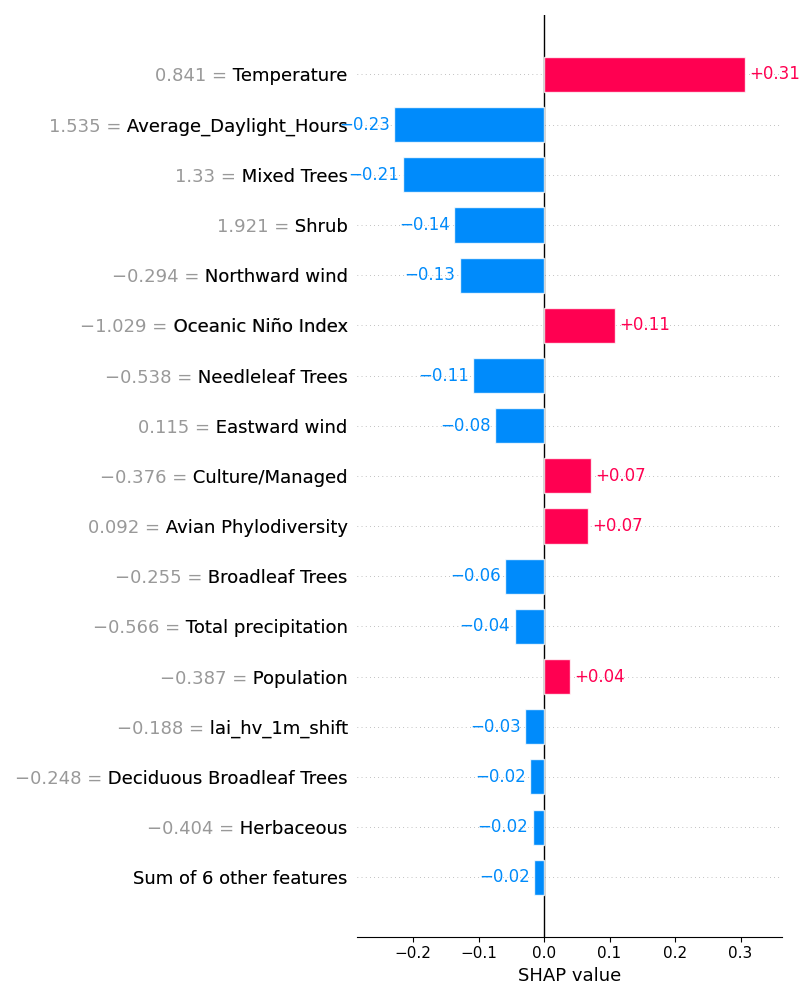 0.841 = Temperature +0.31
1.535 = Average_Daylight_Hours −0.23
1.33 = Mixed Trees −0.21
1.921 = Shrub −0.14
−0.294 = Northward wind −0.13
−1.029 = Oceanic Niño Index +0.11
−0.538 = Needleleaf Trees −0.11
0.115 = Eastward wind −0.08
−0.376 = Culture/Managed +0.07
0.092 = Avian Phylodiversity +0.07
−0.255 = Broadleaf Trees −0.06
−0.566 = Total precipitation −0.04
−0.387 = Population +0.04
−0.188 = lai_hv_1m_shift −0.03
−0.248 = Deciduous Broadleaf Trees −0.02
−0.404 = Herbaceous −0.02
Sum of 6 other features −0.02
−0.2 −0.1 0.0 0.1 0.2 0.3
SHAP value